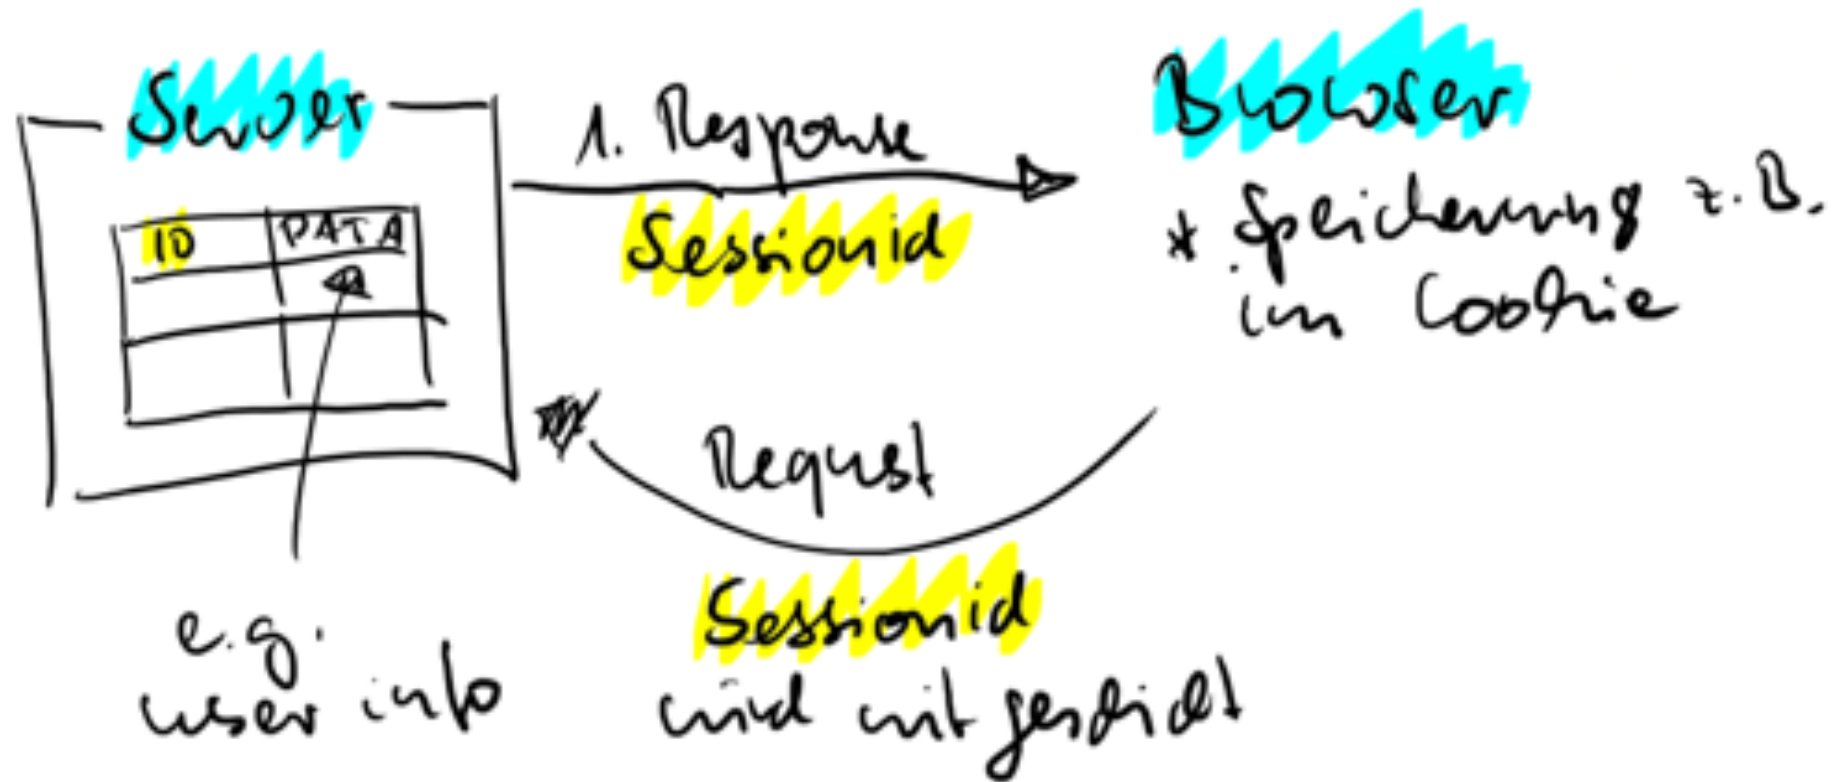 Server
ID DATA
e.g.
user info
1. Response
Sessionid
Browser
* Speicherung z.B.
im Cookie
Request
Sessionid
wird mitgeschickt